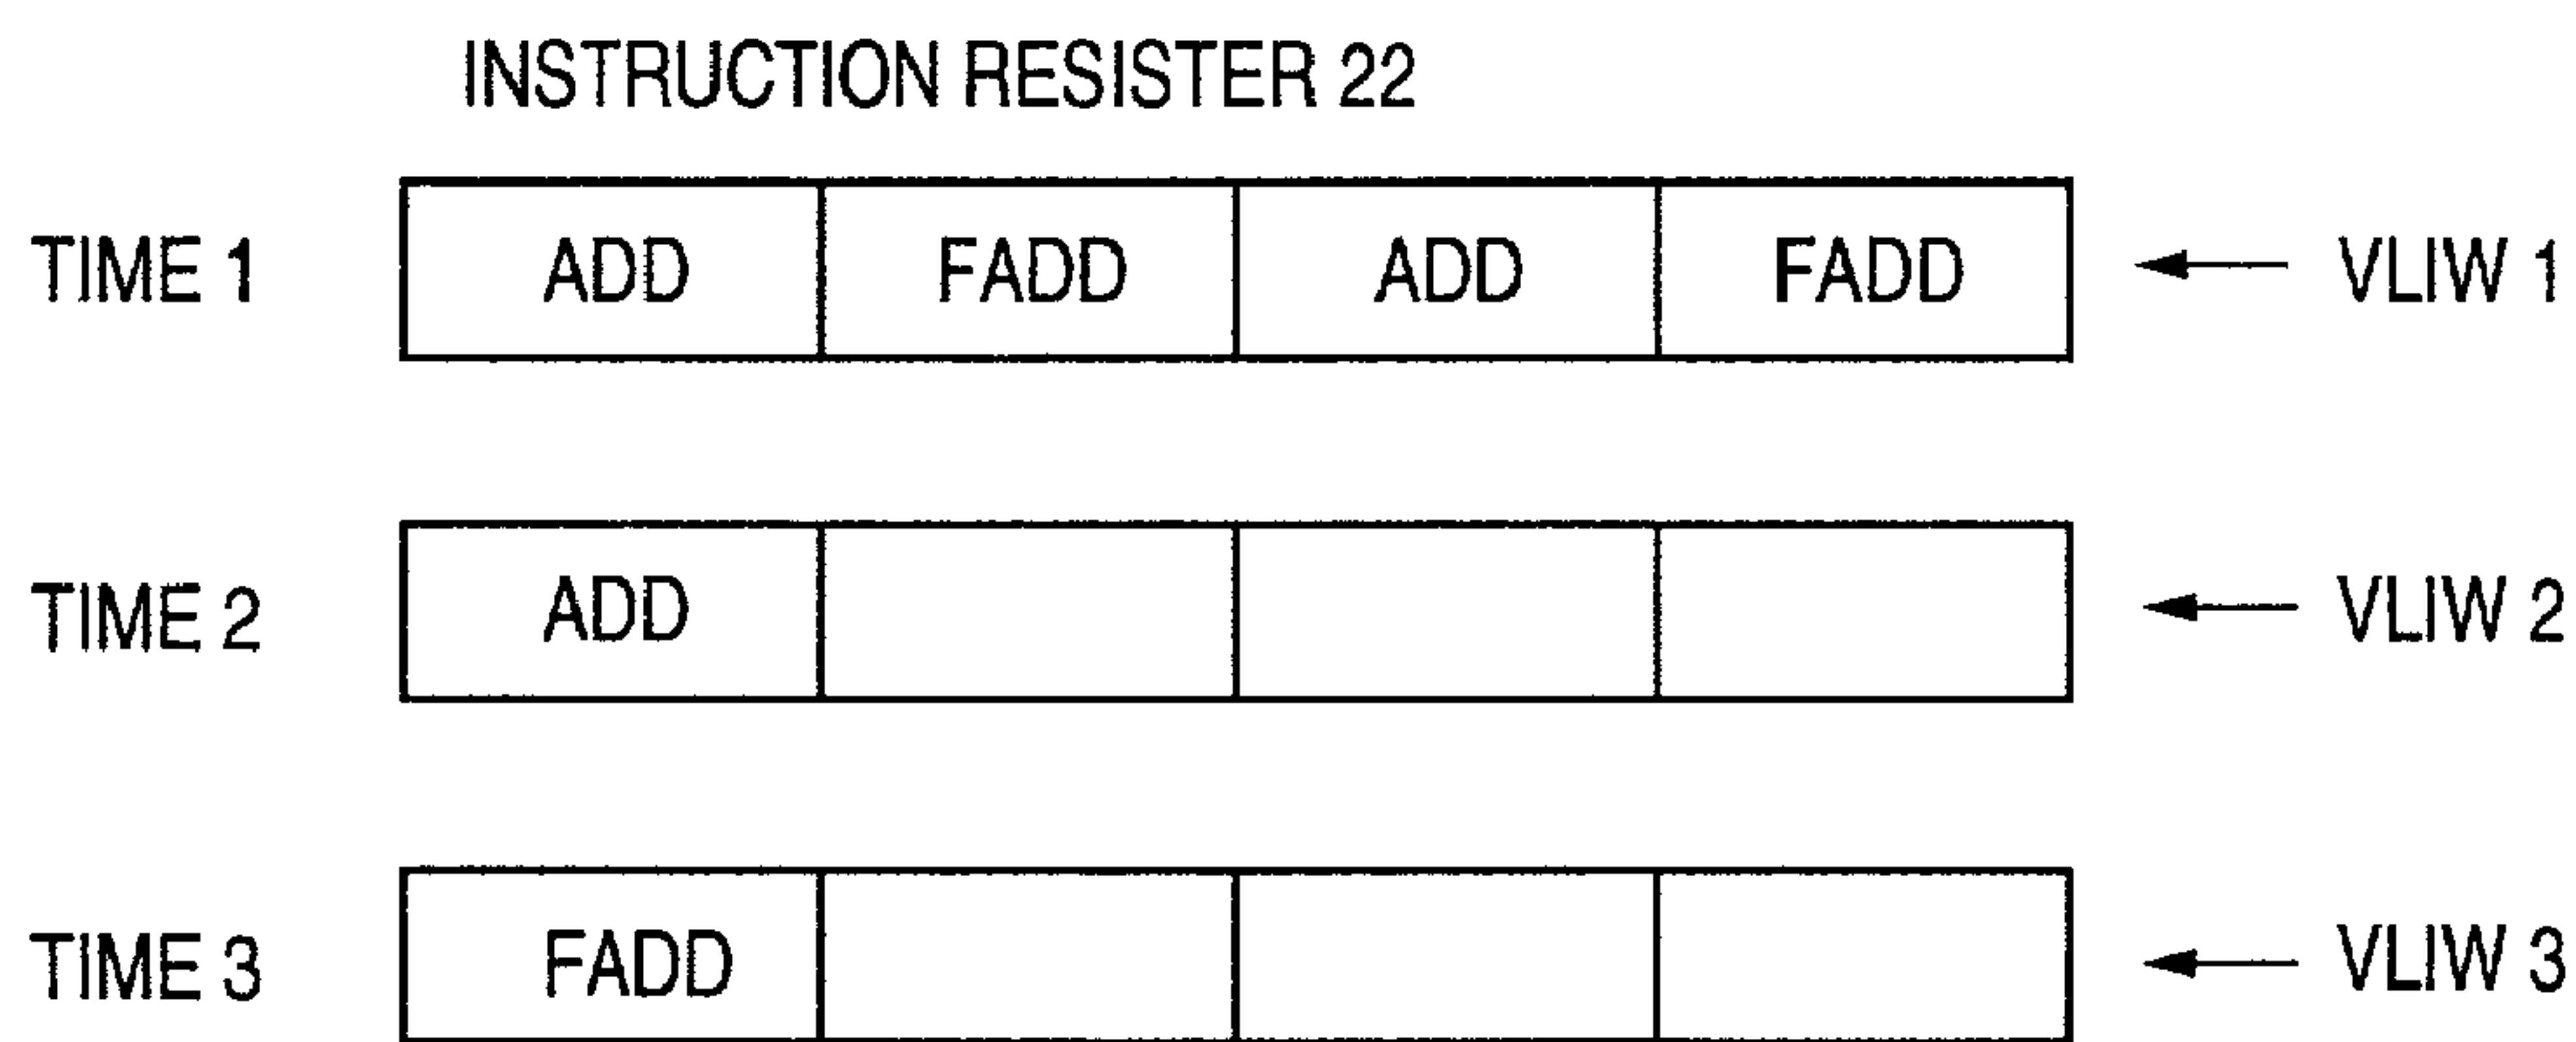 INSTRUCTION RESISTER 22
TIME 1 ADD FADD ADD FADD VLIW 1
TIME 2 ADD VLIW 2
TIME 3 FADD VLIW 3